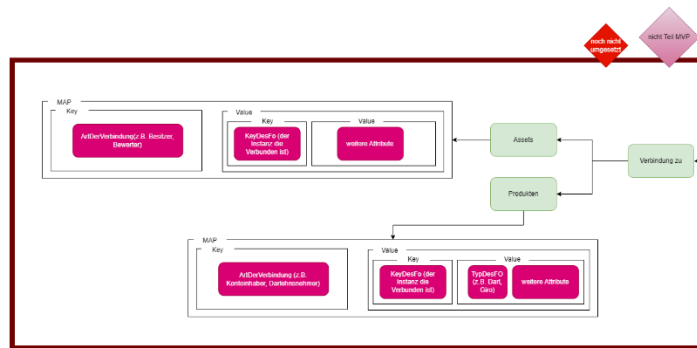 noch nicht
umgesetzt
nicht Teil MVP
MAP
Key
ArtDerVerbindung(z.B. Besitzer,
Bewerter)
Value
Key
KeyDesFo (der
Instanz die
Verbunden ist)
Value
weitere Attribute
Assets
Verbindung zu
Produkten
MAP
Key
ArtDerVerbindung (z.B.
Kontoinhaber, Darlehnsnehmer)
Value
Key
KeyDesFo (der
Instanz die
Verbunden ist)
Value
TypDesFO
(z.B. Darl,
Giro)
weitere Attribute